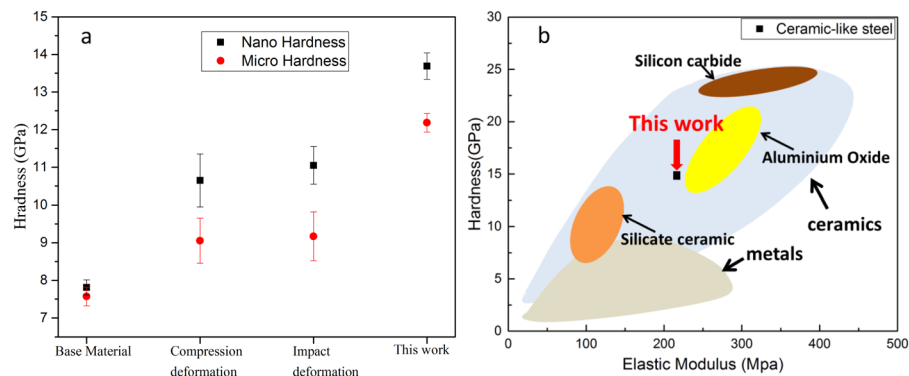 a
Nano Hardness
Micro Hardness
Hradness (GPa)
15
14
13
12
11
10
9
8
7
Base Material
Compression
deformation
Impact
deformation
This work
b
Ceramic-like steel
Silicon carbide
This work
Aluminium Oxide
ceramics
Silicate ceramic
metals
Hardness(GPa)
30
25
20
15
10
5
0
0
100
200
300
400
500
Elastic Modulus (Mpa)